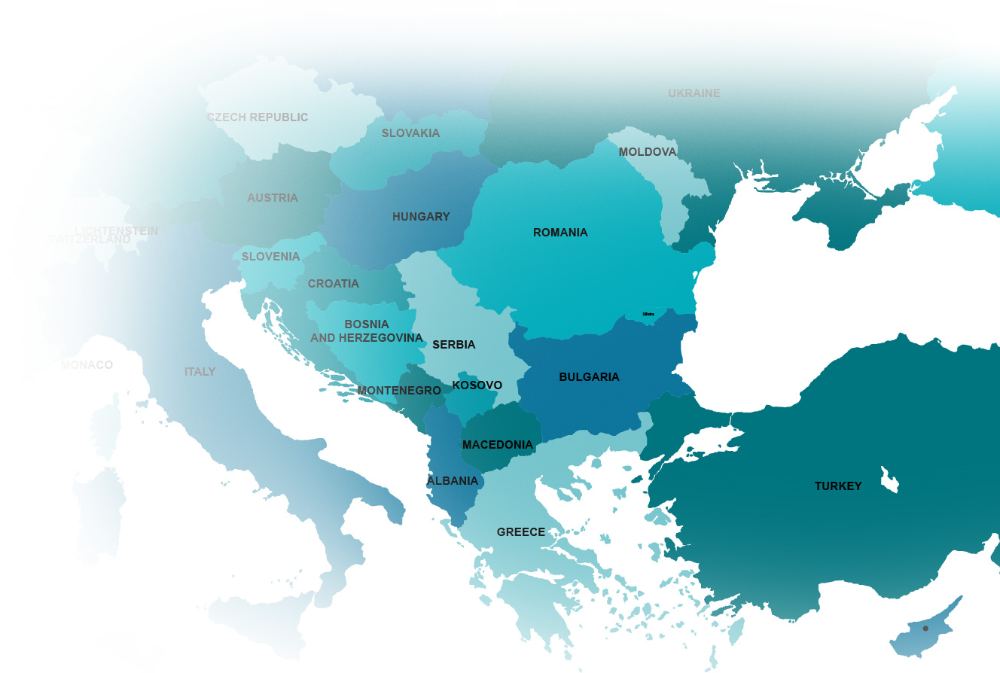 UKRAINE
CZECH REPUBLIC
SLOVAKIA
MOLDOVA
AUSTRIA
HUNGARY
LICHTENSTEIN
SWITZERLAND
ROMANIA
SLOVENIA
CROATIA
BOSNIA
AND HERZEGOVINA
SERBIA
MONACO
ITALY
BULGARIA
KOSOVO
MONTENEGRO
MACEDONIA
ALBANIA
TURKEY
GREECE